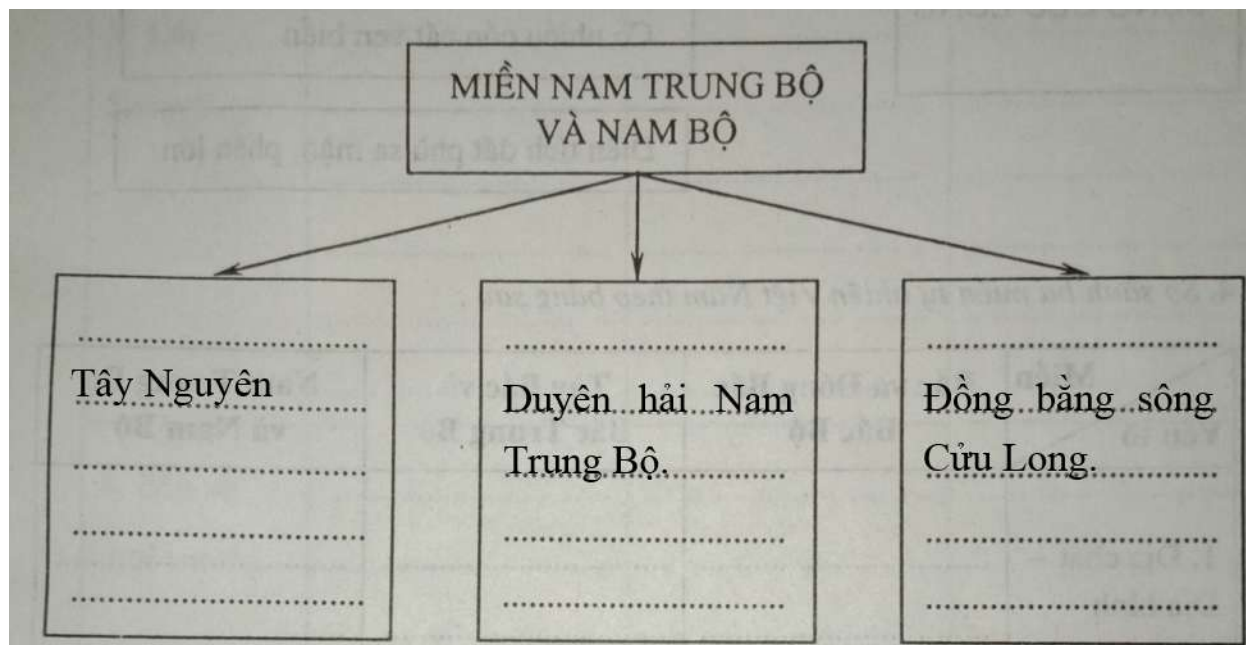 MIỀN NAM TRUNG BỘ
VÀ NAM BỘ
Tây Nguyên
Duyên hải Nam
Trung Bộ.
Đồng bằng sông
Cửu Long.